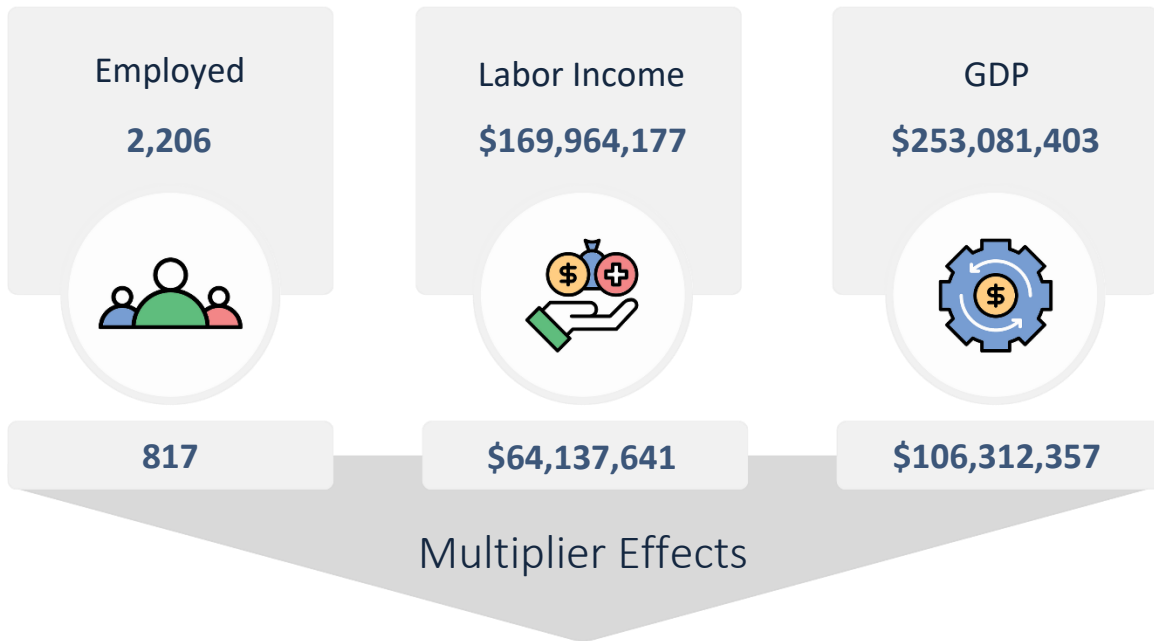 Employed
2,206
Labor Income
$169,964,177
GDP
$253,081,403
817
$64,137,641
$106,312,357
Multiplier Effects